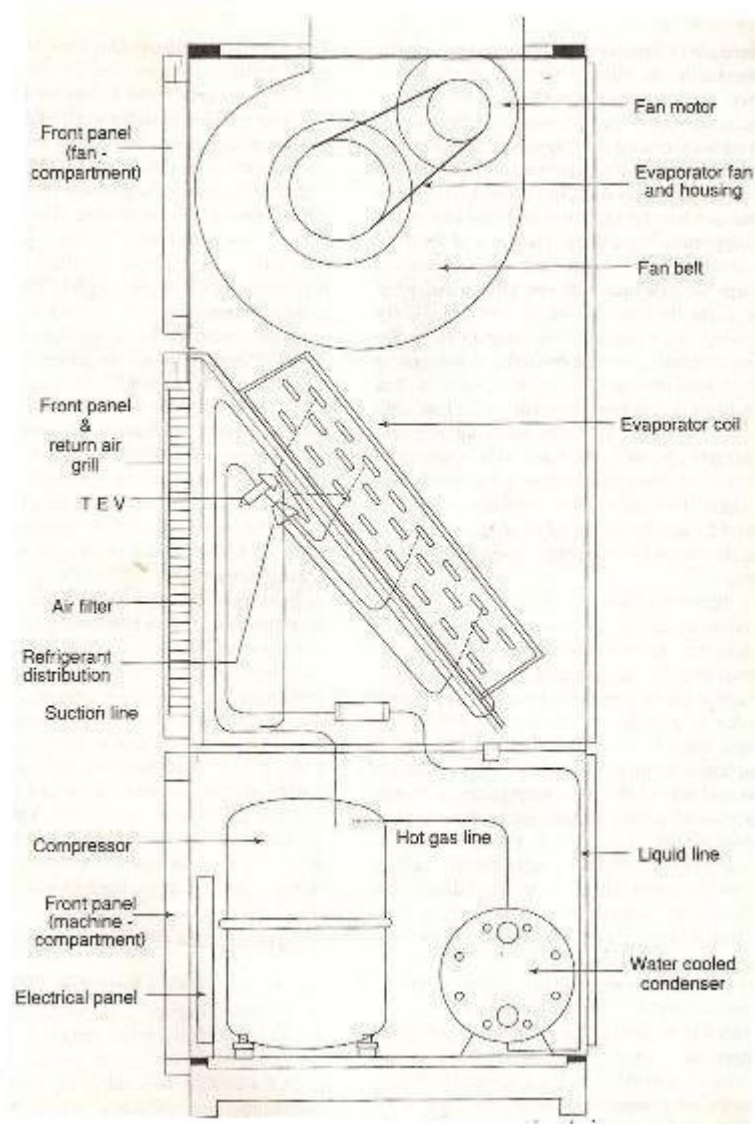 Fan motor
Front panel
(fan -
compartment)
Evaporator fan
and housing
Fan belt
Front panel
&
return air
grill
Evaporator coil
T E V
Air filter
Refrigerant
distribution
Suction line
Compressor
Hot gas line
Liquid line
Front panel
(machine -
compartment)
Water cooled
condenser
Electrical panel